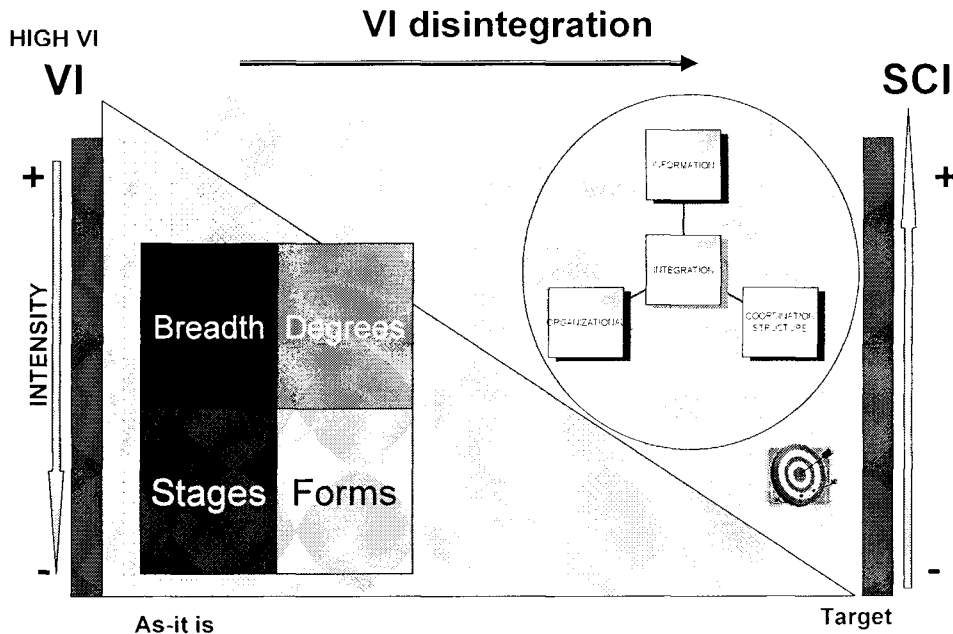 VI disintegration
HIGH VI
VI
SCI
+
+
INTENSITY
INFORMATION
INTEGRATION
ORGANIZATIONAL
COORDINATION
STRUCTURE
Breadth
Degrees
Stages
Forms
-
-
As-it is
Target